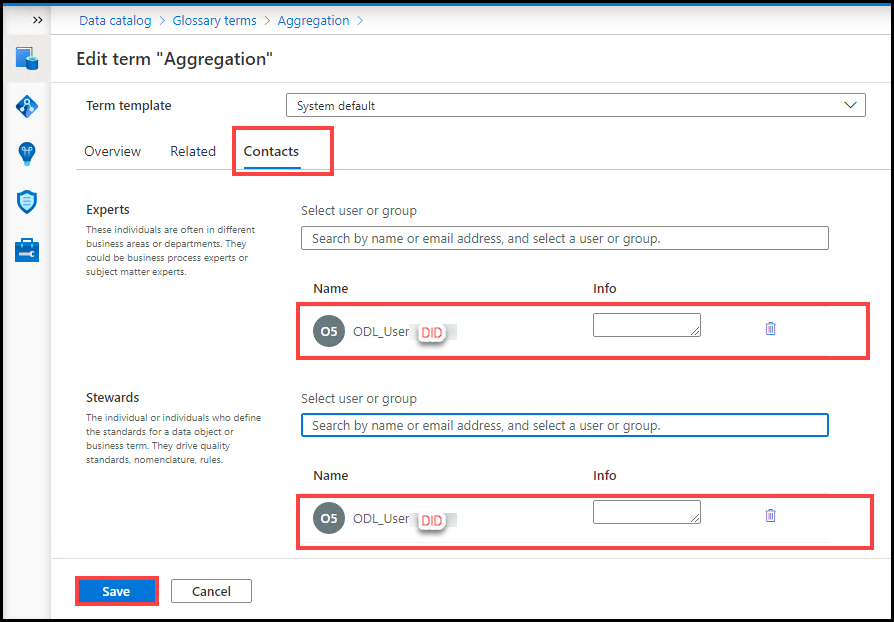 Data catalog > Glossary terms > Aggregation >
Edit term "Aggregation"
Term template
System default
Overview Related Contacts
Experts
These individuals are often in different
business areas or departments. They
could be business process experts or
subject matter experts.
Select user or group
Search by name or email address, and select a user or group.
Name Info
O5 ODL_User DID
Stewards
The individual or individuals who define
the standards for a data object or
business term. They drive quality
standards, nomenclature, rules.
Select user or group
Search by name or email address, and select a user or group.
Name Info
O5 ODL_User DID
Save Cancel